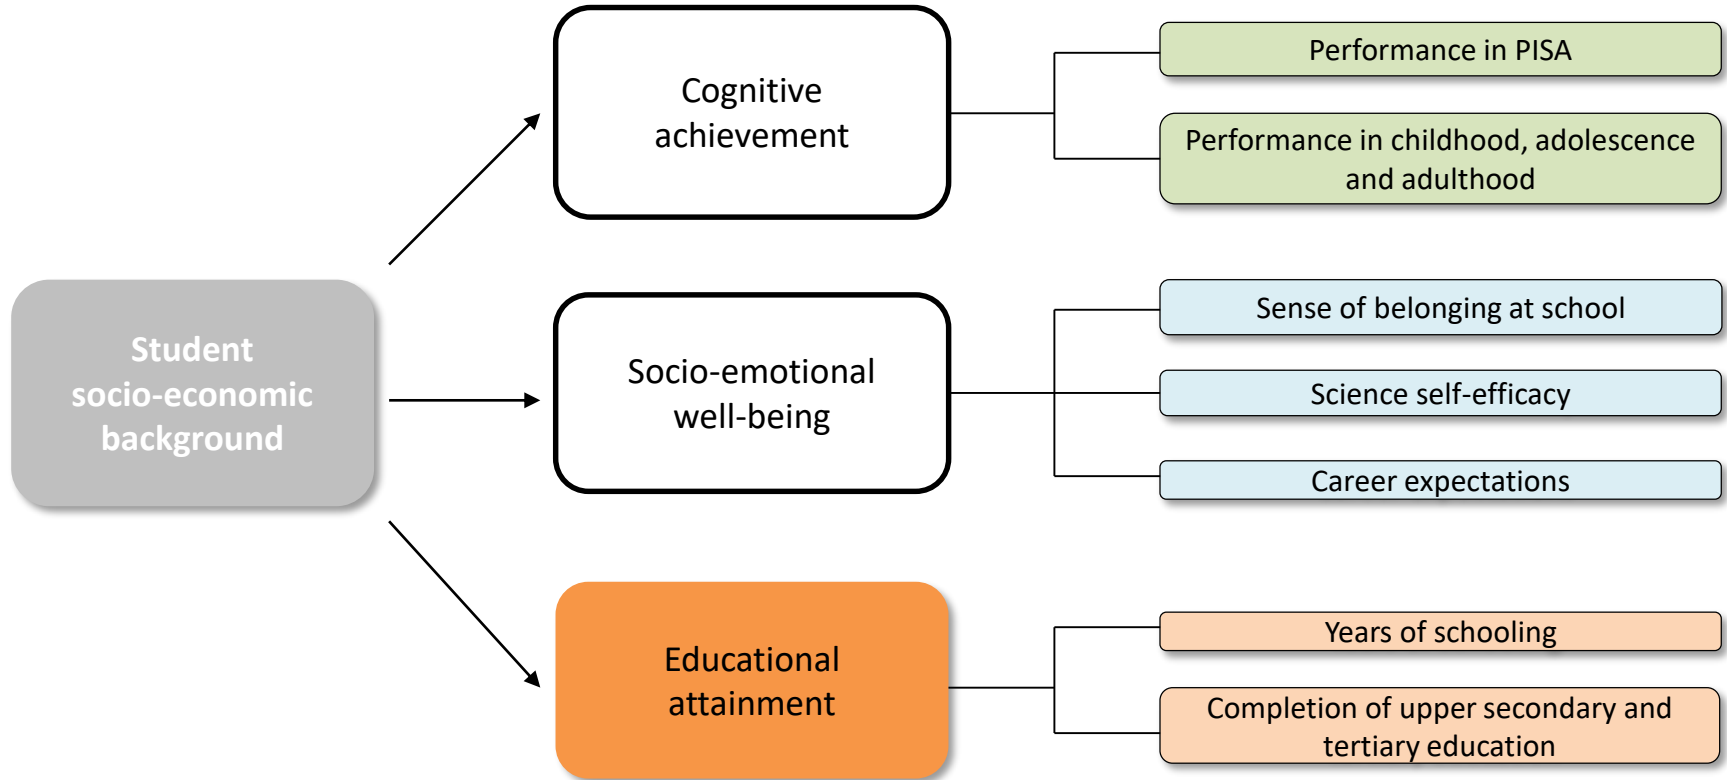 Student
socio-economic
background
Cognitive
achievement
Performance in PISA
Performance in childhood, adolescence
and adulthood
Socio-emotional
well-being
Sense of belonging at school
Science self-efficacy
Career expectations
Educational
attainment
Years of schooling
Completion of upper secondary and
tertiary education